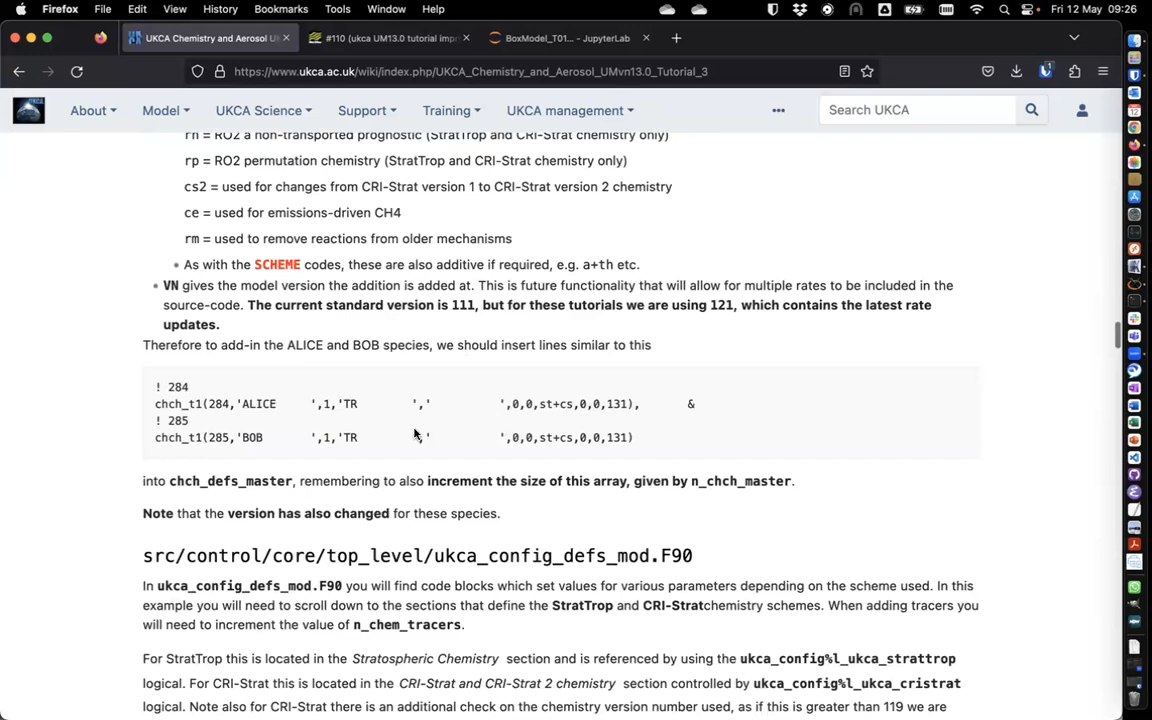 Firefox File Edit View History Bookmarks Tools Window Help Fri 12 May 09:26
UKCA Chemistry and Aerosol U #110 (ukca UM13.0 tutorial imp BoxModel_T01... - JupyterLab
https://www.ukca.ac.uk/wiki/index.php/UKCA_Chemistry_and_Aerosol_UMvn13.0_Tutorial_3
About Model UKCA Science Support Training UKCA management Search UKCA
rn = RO2 a non-transported prognostic (StratTrop and CRI-Strat chemistry only)
rp = RO2 permutation chemistry (StratTrop and CRI-Strat chemistry only)
cs2 = used for changes from CRI-Strat version 1 to CRI-Strat version 2 chemistry
ce = used for emissions-driven CH4
rm = used to remove reactions from older mechanisms
As with the SCHEME codes, these are also additive if required, e.g. a+th etc.
VN gives the model version the addition is added at. This is future functionality that will allow for multiple rates to be included in the
source-code. The current standard version is 111, but for these tutorials we are using 121, which contains the latest rate
updates.
Therefore to add-in the ALICE and BOB species, we should insert lines similar to this
! 284
chch_t1(284,'ALICE ',1,'TR ',' ',0,0,st+cs,0,0,131), &
! 285
chch_t1(285,'BOB ',1,'TR ' ',0,0,st+cs,0,0,131)
into chch_defs_master, remembering to also increment the size of this array, given by n_chch_master.
Note that the version has also changed for these species.
src/control/core/top_level/ukca_config_defs_mod.F90
In ukca_config_defs_mod.F90 you will find code blocks which set values for various parameters depending on the scheme used. In this
example you will need to scroll down to the sections that define the StratTrop and CRI-Stratchemistry schemes. When adding tracers you
will need to increment the value of n_chem_tracers.
For StratTrop this is located in the Stratospheric Chemistry section and is referenced by using the ukca_config%l_ukca_strattrop
logical. For CRI-Strat this is located in the CRI-Strat and CRI-Strat 2 chemistry section controlled by ukca_config%l_ukca_cristrat
logical. Note also for CRI-Strat there is an additional check on the chemistry version number used, as if this is greater than 119 we are